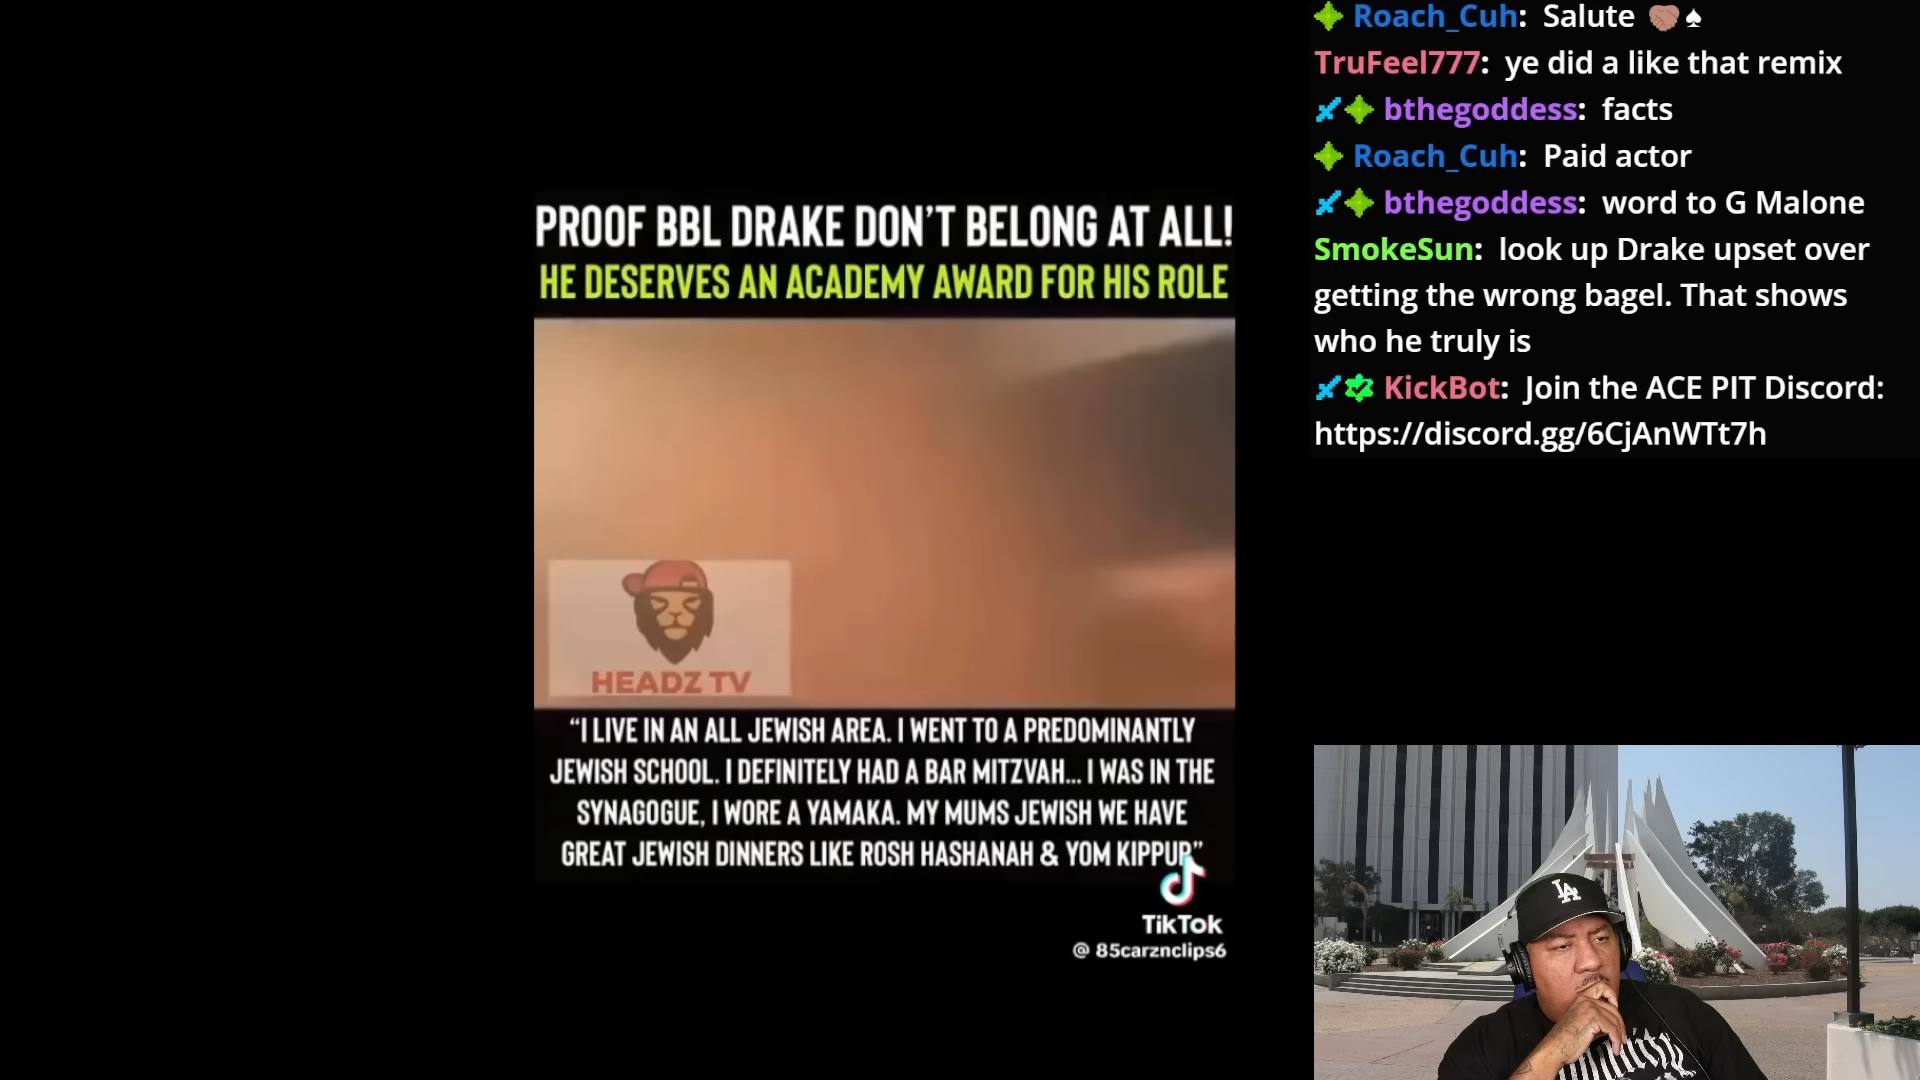 PROOF BBL DRAKE DON'T BELONG AT ALL!
HE DESERVES AN ACADEMY AWARD FOR HIS ROLE
HEADZ TV
“I LIVE IN AN ALL JEWISH AREA. I WENT TO A PREDOMINANTLY
JEWISH SCHOOL. I DEFINITELY HAD A BAR MITZVAH... I WAS IN THE
SYNAGOGUE, I WORE A YAMAKA. MY MUMS JEWISH WE HAVE
GREAT JEWISH DINNERS LIKE ROSH HASHANAH & YOM KIPPUR”
TikTok
@ 85carznclips6
Roach_Cuh: Salute 🤝♠
TruFeel777: ye did a like that remix
bthegoddess: facts
Roach_Cuh: Paid actor
bthegoddess: word to G Malone
SmokeSun: look up Drake upset over
getting the wrong bagel. That shows
who he truly is
KickBot: Join the ACE PIT Discord:
https://discord.gg/6CjAnWTt7h
LA